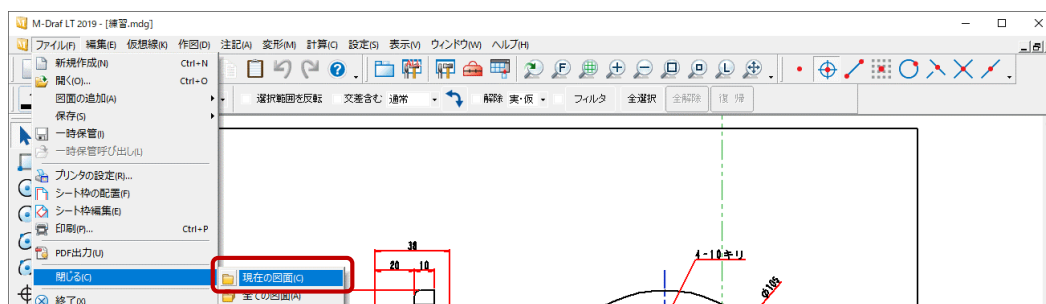 M-Draf LT 2019 - [練習.mdg]
ファイル(F) 編集(E) 仮想線(K) 作図(D) 注記(A) 変形(M) 計算(C) 設定(S) 表示(V) ウィンドウ(W) ヘルプ(H)
新規作成(N) Ctrl+N
開く(O)... Ctrl+O
図面の追加(A)
選択範囲を反転 交差含む 通常 解除 実・仮 フィルタ 全選択 全解除 復 帰
保存(S)
一時保管(I)
一時保管呼び出し(L)
プリンタの設定(R)...
シート枠の配置(F)
シート枠編集(E)
印刷(P)... Ctrl+P
PDF出力(U)
38
4-10キリ
20 10
閉じる(C)
現在の図面(C)
φ105
終了(X)
全ての図面(A)